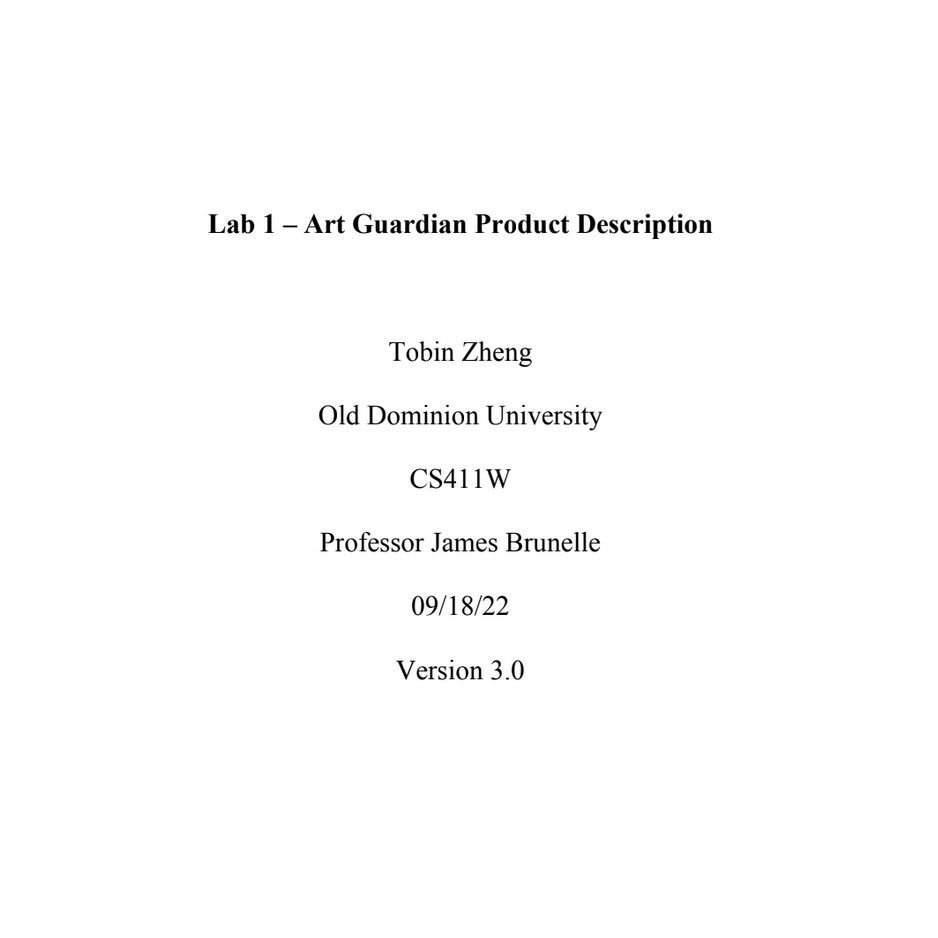 Lab 1 – Art Guardian Product Description
Tobin Zheng
Old Dominion University
CS411W
Professor James Brunelle
09/18/22
Version 3.0